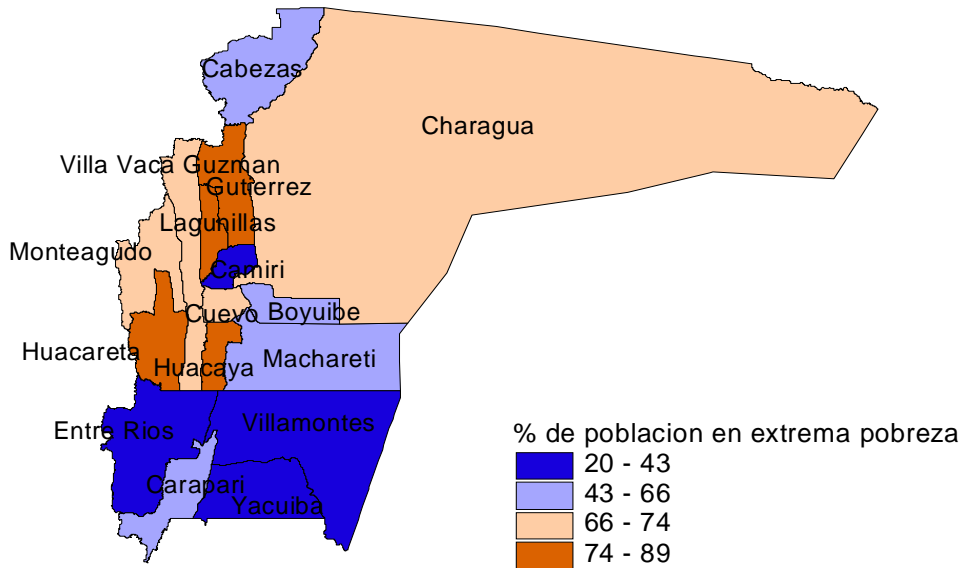 Cabezas
Charagua
Villa Vaca Guzman
Gutierrez
Lagunillas
Monteagudo
Camiri
Cuevo
Boyuibe
Huacareta
Huacaya
Machareti
Entre Rios
Villamontes
Carapari
Yacuiba
% de poblacion en extrema pobreza
20 - 43
43 - 66
66 - 74
74 - 89